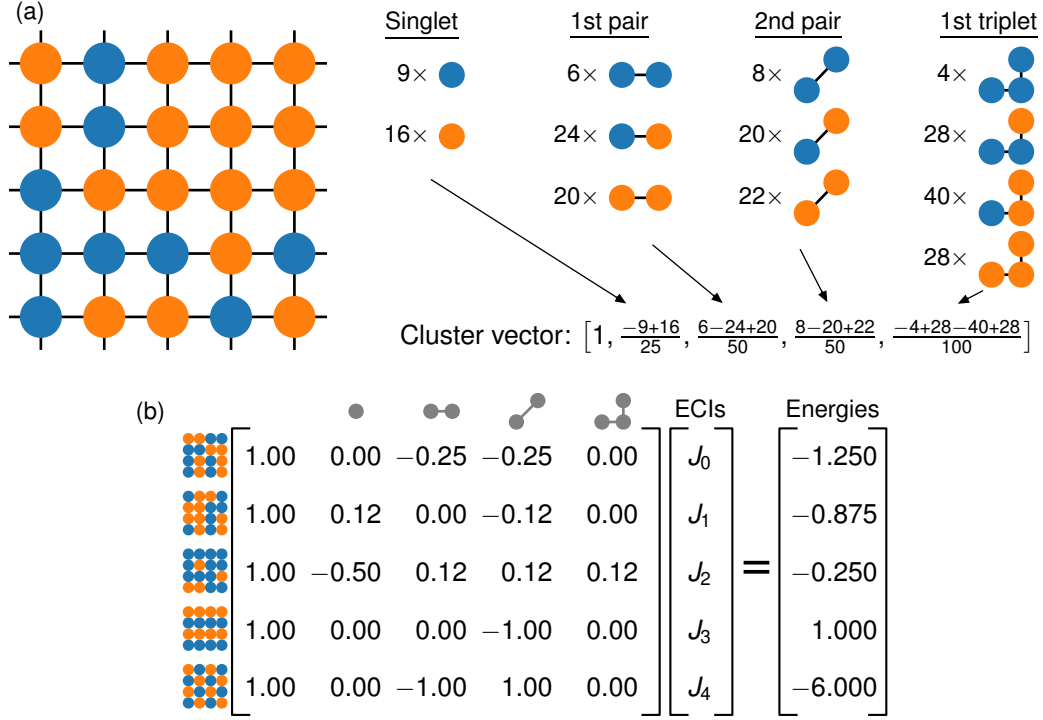 (a)
Singlet 1st pair 2nd pair 1st triplet
9× 6× 8× 4×
16× 24× 20× 28×
20× 22× 40×
28×
Cluster vector: [1, (−9+16)/25, (6−24+20)/50, (8−20+22)/50, (−4+28−40+28)/100]
(b)
ECIs Energies
1.00 0.00 −0.25 −0.25 0.00 J₀ −1.250
1.00 0.12 0.00 −0.12 0.00 J₁ −0.875
1.00 −0.50 0.12 0.12 0.12 J₂ = −0.250
1.00 0.00 0.00 −1.00 0.00 J₃ 1.000
1.00 0.00 −1.00 1.00 0.00 J₄ −6.000